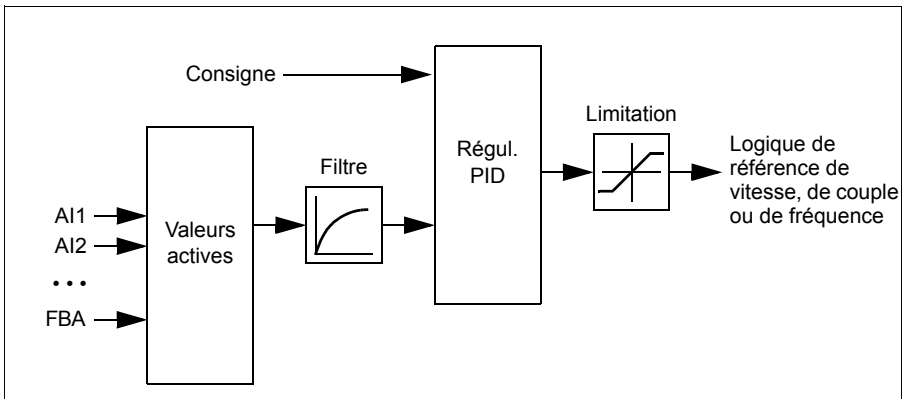 Consigne
Limitation
Filtre
Régul.
PID
Logique de
référence de
vitesse, de couple
ou de fréquence
AI1
AI2
• • •
FBA
Valeurs
actives